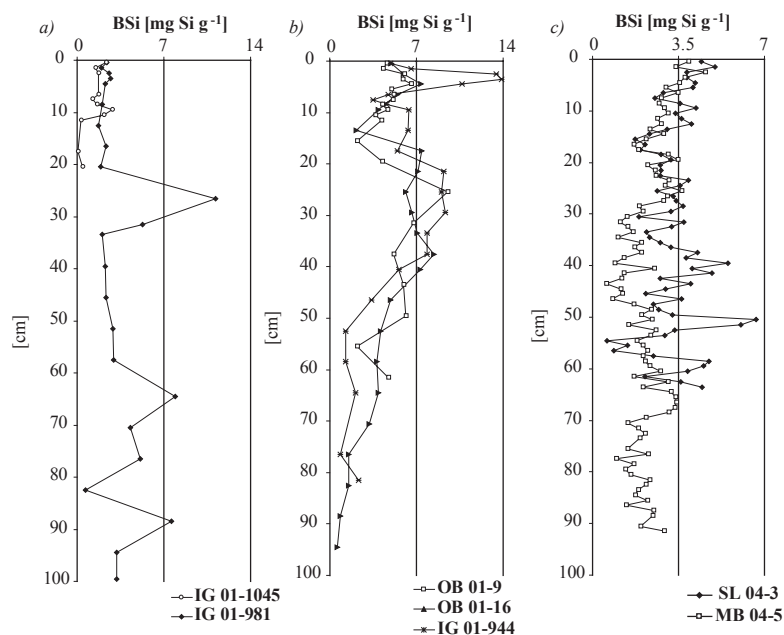 a) BSi [mg Si g⁻¹]
0 7 14
0
10
20
30
40
50
60
70
80
90
100
[cm]
IG 01-1045
IG 01-981
b) BSi [mg Si g⁻¹]
0 7 14
0
10
20
30
40
50
60
70
80
90
100
[cm]
OB 01-9
OB 01-16
IG 01-944
c) BSi [mg Si g⁻¹]
0 3.5 7
0
10
20
30
40
50
60
70
80
90
100
[cm]
SL 04-3
MB 04-5